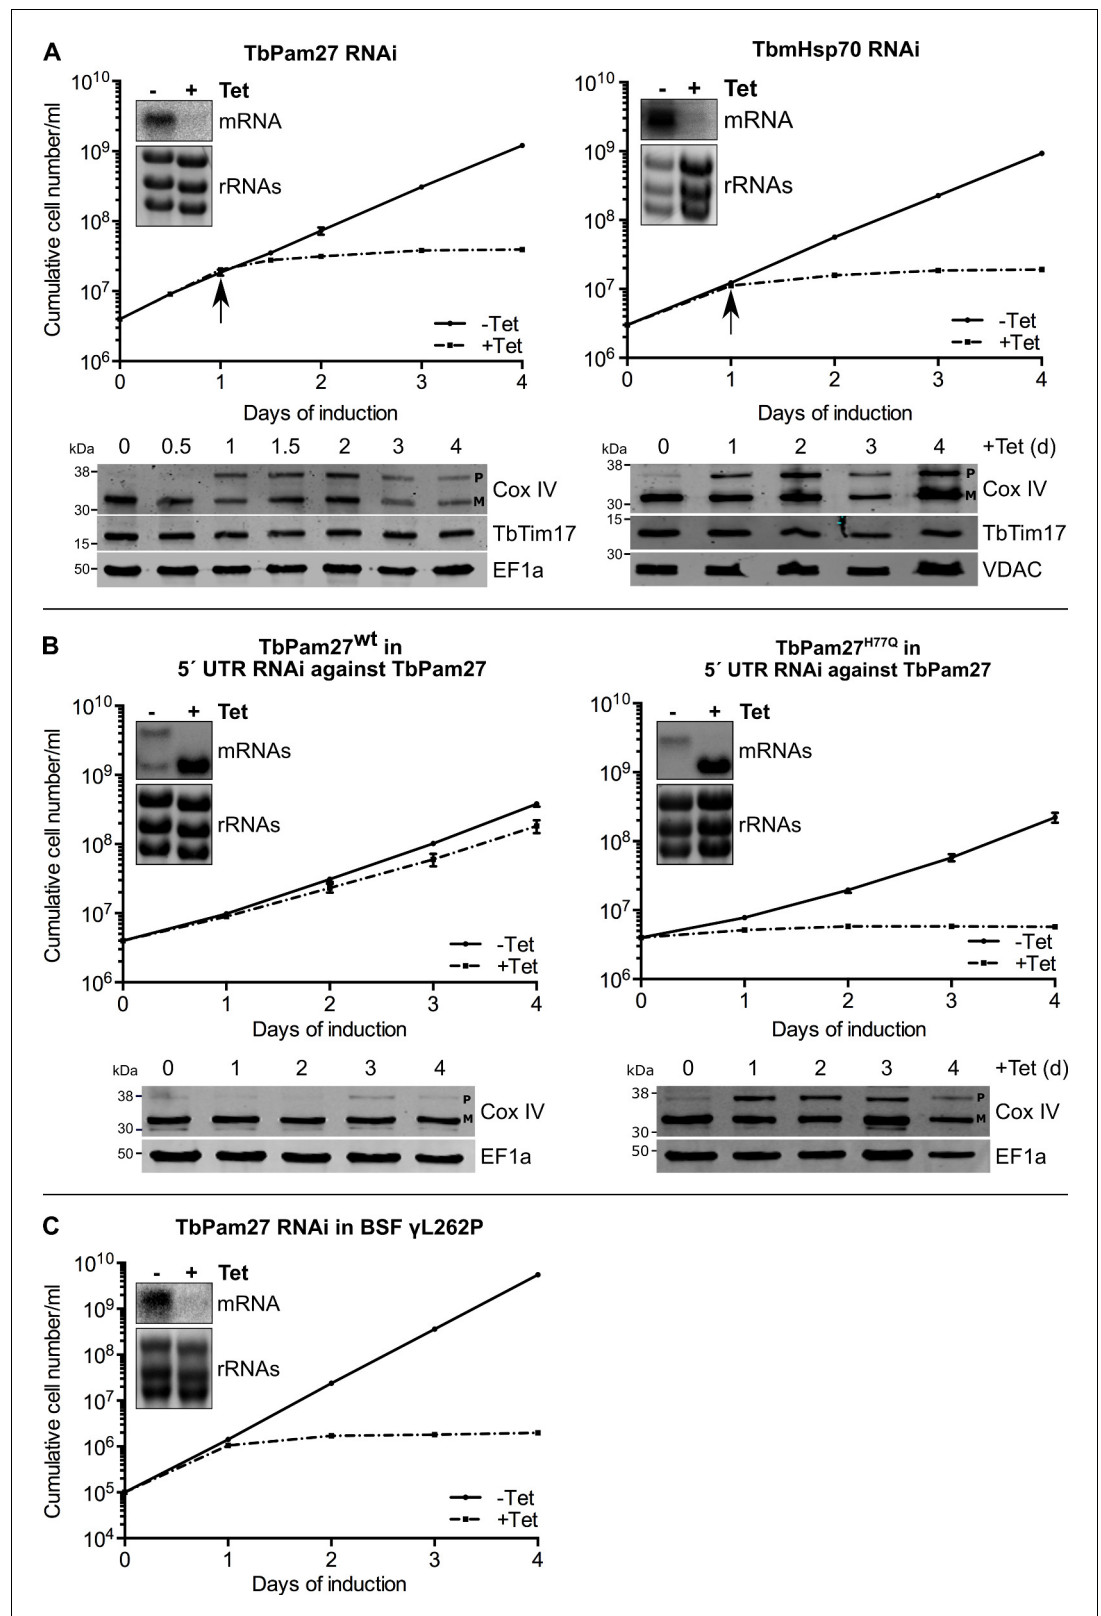 A
TbPam27 RNAi
TbmHsp70 RNAi
Cumulative cell number/ml
10¹⁰
10⁹
10⁸
10⁷
10⁶
- + Tet
mRNA
rRNAs
-Tet
+Tet
0 1 2 3 4
Days of induction
10¹⁰
10⁹
10⁸
10⁷
10⁶
- + Tet
mRNA
rRNAs
-Tet
+Tet
0 1 2 3 4
Days of induction
kDa 0 0.5 1 1.5 2 3 4
38
30
P
M
Cox IV
15
TbTim17
50
EF1a
kDa 0 1 2 3 4 +Tet (d)
38
30
P
M
Cox IV
15
TbTim17
30
VDAC
B
TbPam27ʷᵗ in
5´ UTR RNAi against TbPam27
TbPam27ᴴ⁷⁷Q in
5´ UTR RNAi against TbPam27
Cumulative cell number/ml
10¹⁰
10⁹
10⁸
10⁷
10⁶
- + Tet
mRNAs
rRNAs
-Tet
+Tet
0 1 2 3 4
Days of induction
10¹⁰
10⁹
10⁸
10⁷
10⁶
- + Tet
mRNAs
rRNAs
-Tet
+Tet
0 1 2 3 4
Days of induction
kDa 0 1 2 3 4
38
30
P
M
Cox IV
50
EF1a
kDa 0 1 2 3 4 +Tet (d)
38
30
P
M
Cox IV
50
EF1a
C
TbPam27 RNAi in BSF γL262P
Cumulative cell number/ml
10¹⁰
10⁹
10⁸
10⁷
10⁶
10⁵
10⁴
- + Tet
mRNA
rRNAs
-Tet
+Tet
0 1 2 3 4
Days of induction